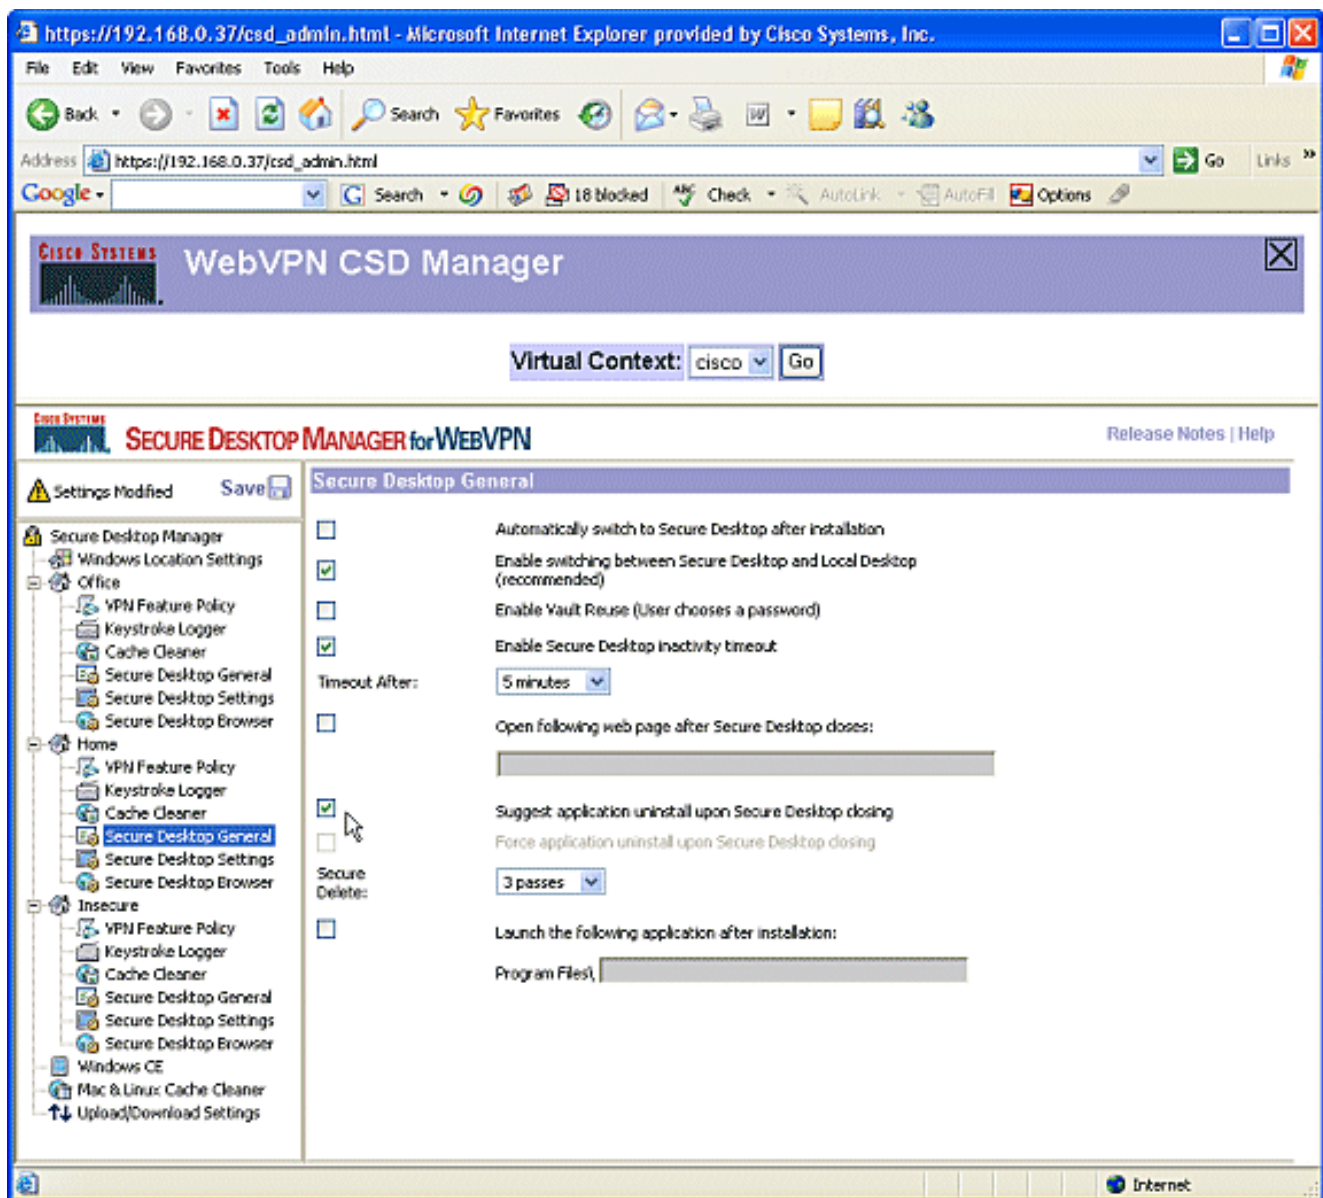 https://192.168.0.37/csd_admin.html - Microsoft Internet Explorer provided by Cisco Systems, Inc.
File Edit View Favorites Tools Help
Back Search Favorites
Address https://192.168.0.37/csd_admin.html Go Links »
Google Search 18 blocked Check AutoLink AutoFill Options
CISCO SYSTEMS
WebVPN CSD Manager
Virtual Context: cisco Go
CISCO SYSTEMS
SECURE DESKTOP MANAGER for WEBVPN
Release Notes | Help
Settings Modified Save
Secure Desktop Manager
Windows Location Settings
Office
VPN Feature Policy
Keystroke Logger
Cache Cleaner
Secure Desktop General
Secure Desktop Settings
Secure Desktop Browser
Home
VPN Feature Policy
Keystroke Logger
Cache Cleaner
Secure Desktop General
Secure Desktop Settings
Secure Desktop Browser
Insecure
VPN Feature Policy
Keystroke Logger
Cache Cleaner
Secure Desktop General
Secure Desktop Settings
Secure Desktop Browser
Windows CE
Mac & Linux Cache Cleaner
Upload/Download Settings
Secure Desktop General
Automatically switch to Secure Desktop after installation
Enable switching between Secure Desktop and Local Desktop
(recommended)
Enable Vault Reuse (User chooses a password)
Enable Secure Desktop inactivity timeout
Timeout After: 5 minutes
Open following web page after Secure Desktop closes:
Suggest application uninstall upon Secure Desktop closing
Force application uninstall upon Secure Desktop closing
Secure
Delete: 3 passes
Launch the following application after installation:
Program Files\
Internet